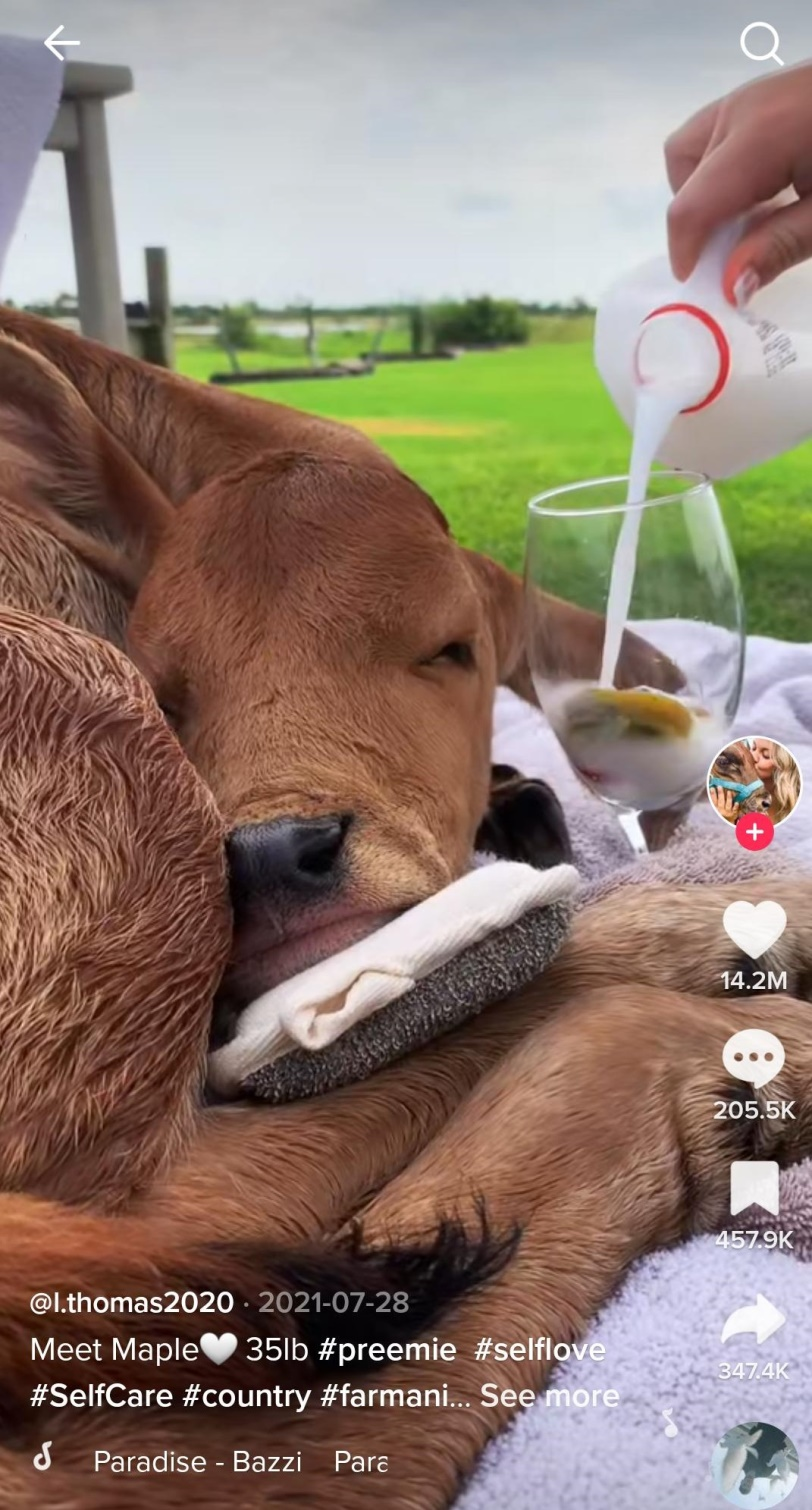 14.2M
205.5K
457.9K
347.4K
@l.thomas2020 · 2021-07-28
Meet Maple🤍 35lb #preemie #selflove
#SelfCare #country #farmani... See more
Paradise - Bazzi Para